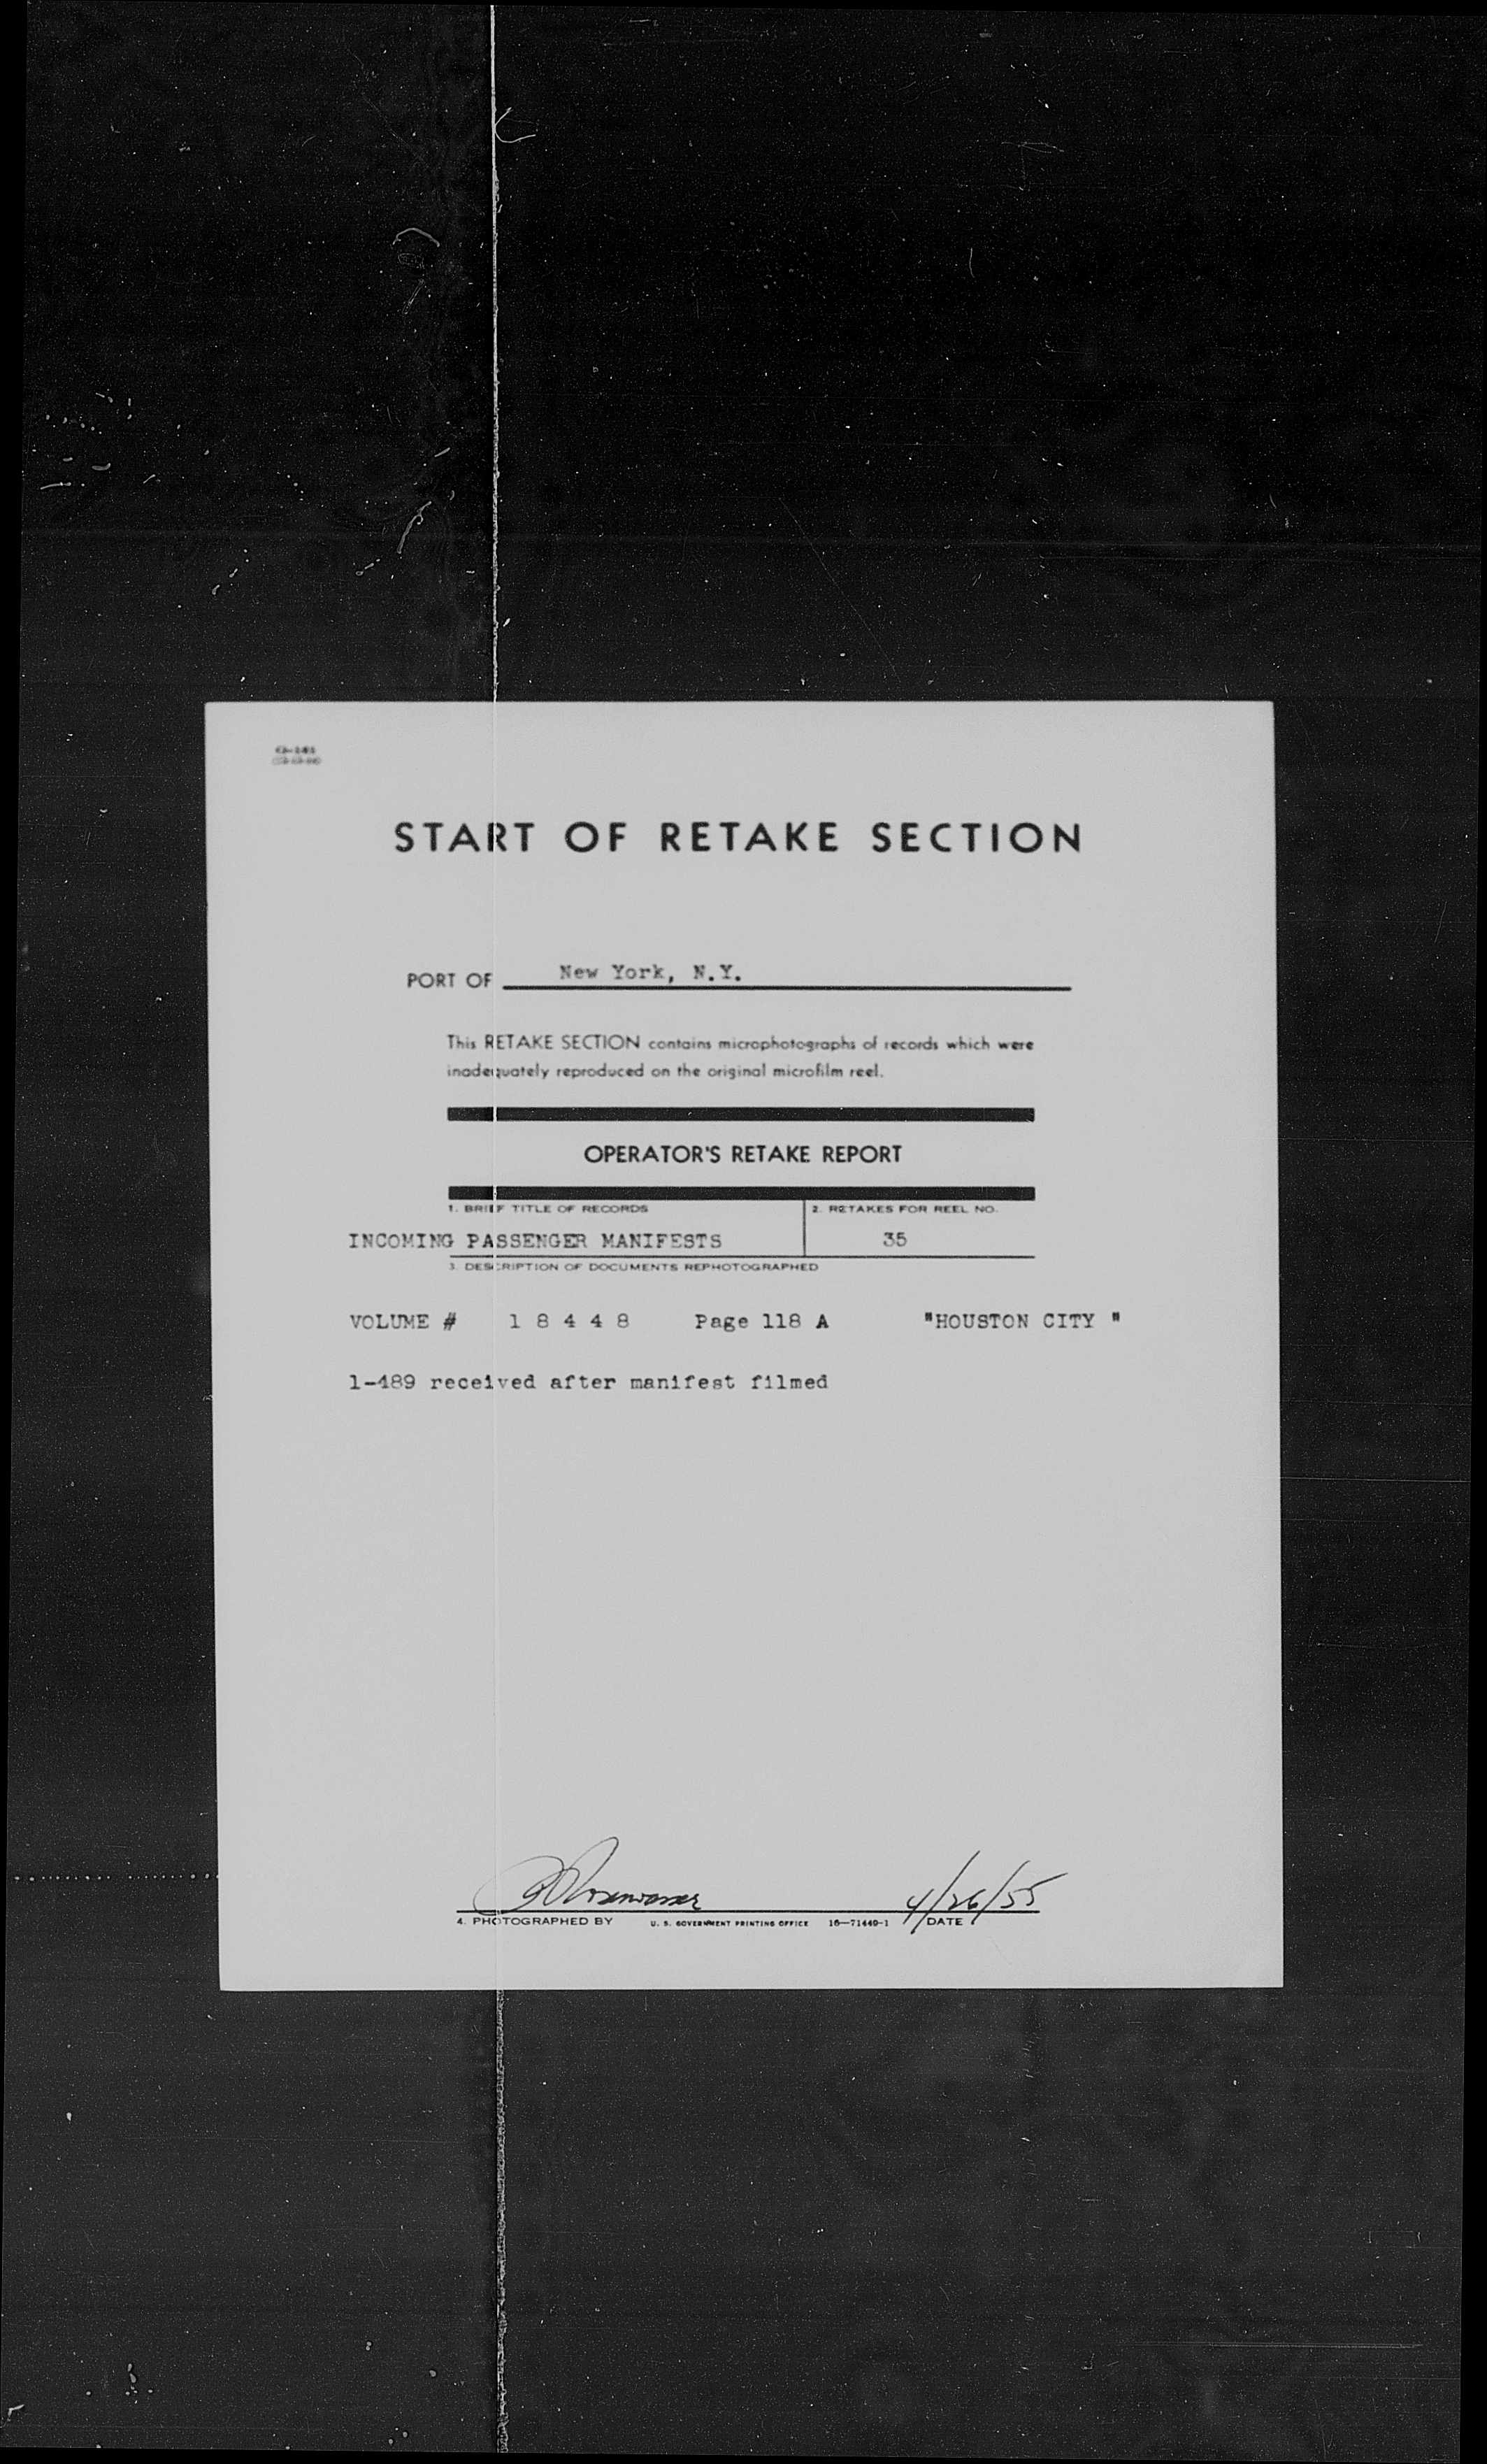 START OF RETAKE SECTION
PORT OF New York, N.Y.
This RETAKE SECTION contains microphotographs of records which were
inadequately reproduced on the original microfilm reel.
OPERATOR'S RETAKE REPORT
1. BRIEF TITLE OF RECORDS 2. RETAKES FOR REEL NO.
INCOMING PASSENGER MANIFESTS 35
3. DESCRIPTION OF DOCUMENTS REPHOTOGRAPHED
VOLUME # 1 8 4 4 8 Page 118 A "HOUSTON CITY "
1-489 received after manifest filmed
4/26/55
4. PHOTOGRAPHED BY U. S. GOVERNMENT PRINTING OFFICE 16—71440-1 DATE